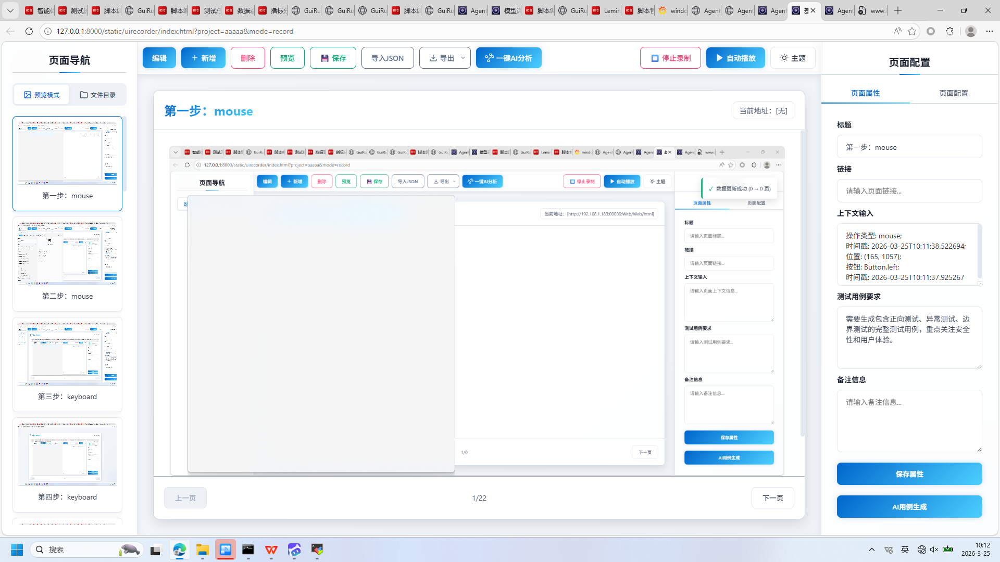 智能体
测试历
脚本调
GuiRu
脚本编
测试任
数据驱
指标分
GuiRu
GuiRu
GuiRu
脚本调
GuiRu
Agent
模型评
脚本调
GuiRu
Lemin
脚本智
windo
Agent
Agent
Agent
Agent
www.
127.0.0.1:8000/static/uirecorder/index.html?project=aaaaa&mode=record
页面导航
预览模式
文件目录
第一步：mouse
第二步：mouse
第三步：keyboard
第四步：keyboard
编辑
新增
删除
预览
保存
导入JSON
导出
一键AI分析
停止录制
自动播放
主题
第一步：mouse
当前地址：[无]
127.0.0.1:8000/static/uirecorder/index.html?project=aaaaa&mode=record
页面导航
编辑
新增
删除
预览
保存
导入JSON
导出
一键AI分析
停止录制
自动播放
主题
✓ 数据更新成功 (0 → 0 页)
当前地址：[http://192.168.1.183:00000:Web/Web/html]
页面属性
页面配置
标题
请输入页面标题...
链接
请输入页面链接...
上下文输入
请输入页面上下文信息...
测试用例要求
请输入测试用例要求...
备注信息
请输入备注信息...
保存属性
AI用例生成
1/0
下一页
上一页
1/22
下一页
页面配置
页面属性
页面配置
标题
第一步：mouse
链接
请输入页面链接...
上下文输入
操作类型: mouse;
时间戳: 2026-03-25T10:11:38.522694;
位置: (165, 1057);
按钮: Button.left;
时间戳: 2026-03-25T10:11:37.925267
测试用例要求
需要生成包含正向测试、异常测试、边
界测试的完整测试用例，重点关注安全
性和用户体验。
备注信息
请输入备注信息...
保存属性
AI用例生成
搜索
英
10:12
2026-3-25